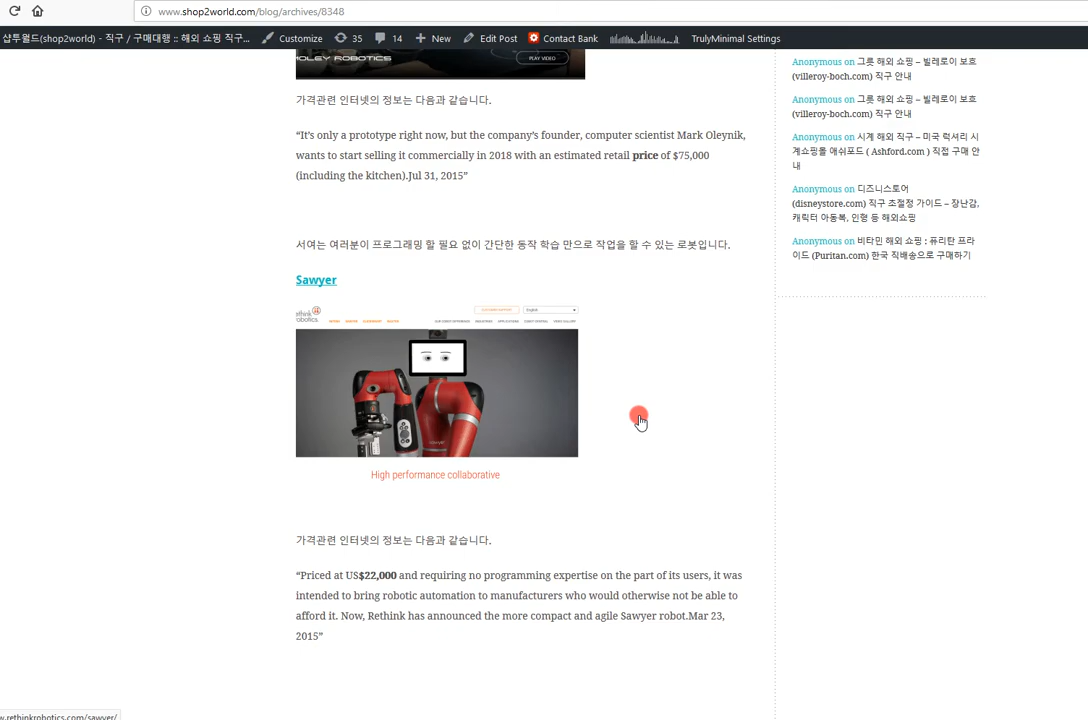 www.shop2world.com/blog/archives/8348
샵투월드(shop2world) - 직구 / 구매대행 :: 해외 쇼핑 직구...
Customize
35
14
New
Edit Post
Contact Bank
TrulyMinimal Settings
MOLEY ROBOTICS
PLAY VIDEO
가격관련 인터넷의 정보는 다음과 같습니다.
“It’s only a prototype right now, but the company’s founder, computer scientist Mark Oleynik,
wants to start selling it commercially in 2018 with an estimated retail price of $75,000
(including the kitchen).Jul 31, 2015”
서여는 여러분이 프로그래밍 할 필요 없이 간단한 동작 학습 만으로 작업을 할 수 있는 로봇입니다.
Sawyer
rethink
robotics
CUSTOMER SUPPORT
English
sawyer
High performance collaborative
가격관련 인터넷의 정보는 다음과 같습니다.
“Priced at US$22,000 and requiring no programming expertise on the part of its users, it was
intended to bring robotic automation to manufacturers who would otherwise not be able to
afford it. Now, Rethink has announced the more compact and agile Sawyer robot.Mar 23,
2015”
Anonymous on 그릇 해외 쇼핑 – 빌레로이 보흐
(villeroy-boch.com) 직구 안내
Anonymous on 그릇 해외 쇼핑 – 빌레로이 보흐
(villeroy-boch.com) 직구 안내
Anonymous on 시계 해외 직구 – 미국 럭셔리 시
계쇼핑몰 애쉬포드 ( Ashford.com ) 직접 구매 안
내
Anonymous on 디즈니스토어
(disneystore.com) 직구 초절정 가이드 – 장난감,
캐릭터 아동복, 인형 등 해외쇼핑
Anonymous on 비타민 해외 쇼핑 : 퓨리탄 프라
이드 (Puritan.com) 한국 직배송으로 구매하기
w.rethinkrobotics.com/sawyer/